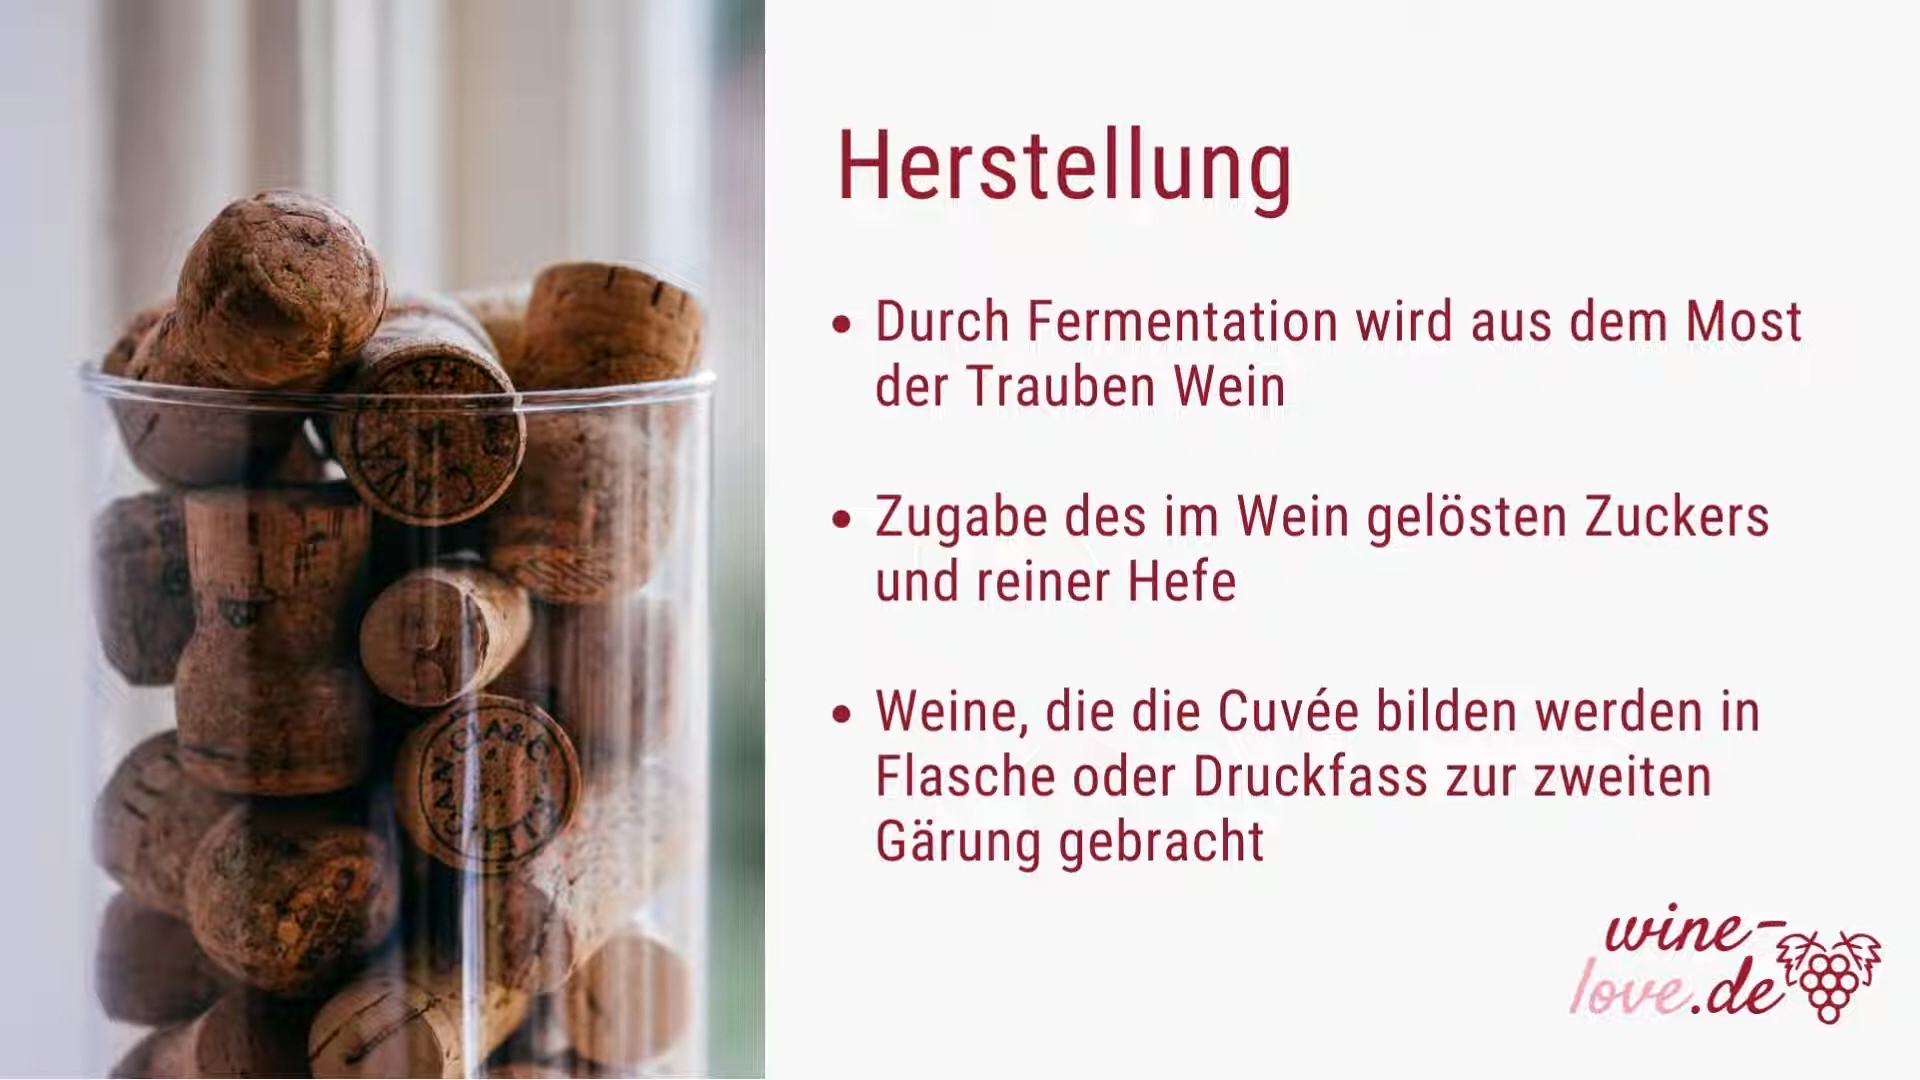 Herstellung
• Durch Fermentation wird aus dem Most
der Trauben Wein
• Zugabe des im Wein gelösten Zuckers
und reiner Hefe
• Weine, die die Cuvée bilden werden in
Flasche oder Druckfass zur zweiten
Gärung gebracht
wine-
love.de